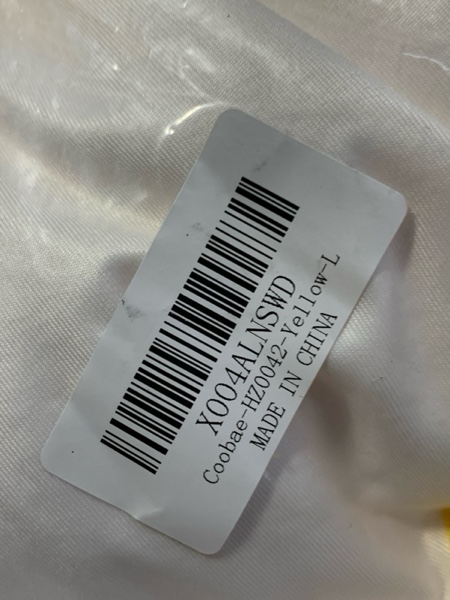 X004ALNSWD
Coobae-HZ0042-Yellow-L
MADE IN CHINA